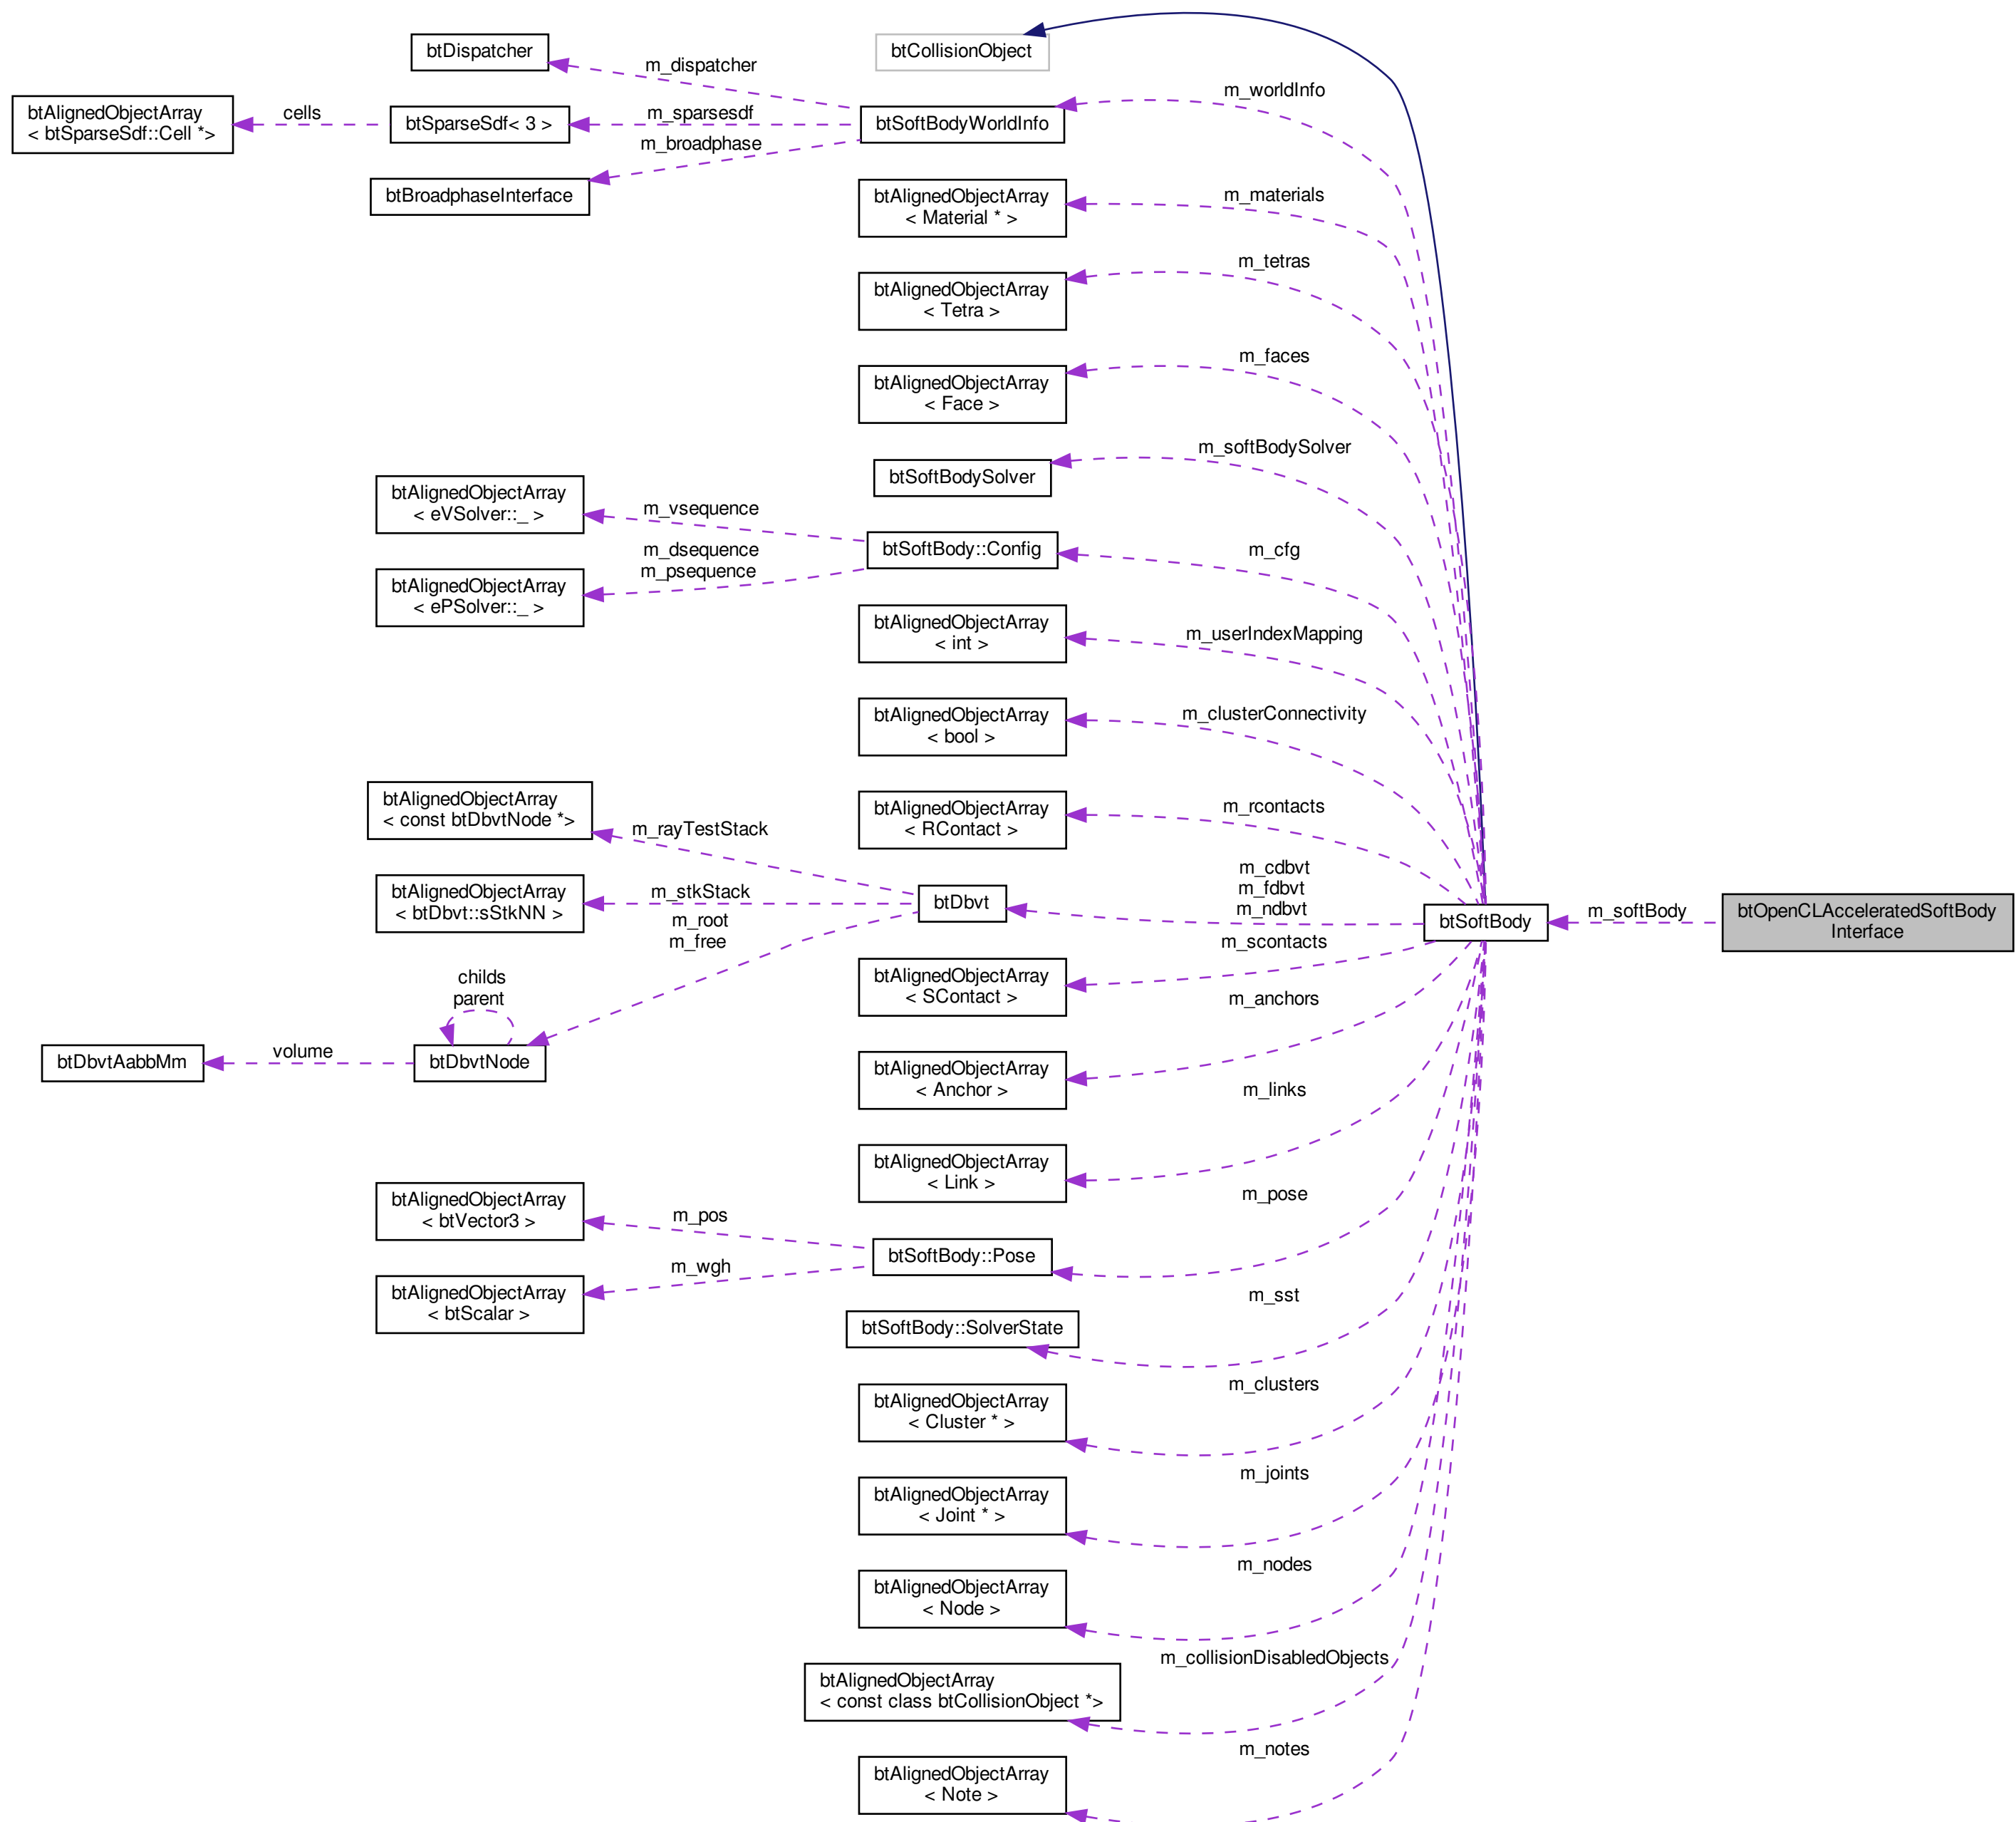 btCollisionObject
btDispatcher
m_dispatcher
m_worldInfo
btAlignedObjectArray
< btSparseSdf::Cell *>
cells
btSparseSdf< 3 >
m_sparsesdf
btSoftBodyWorldInfo
m_broadphase
btBroadphaseInterface
btAlignedObjectArray
< Material * >
m_materials
btAlignedObjectArray
< Tetra >
m_tetras
btAlignedObjectArray
< Face >
m_faces
btSoftBodySolver
m_softBodySolver
btAlignedObjectArray
< eVSolver::_ >
m_vsequence
btSoftBody::Config
m_cfg
m_dsequence
m_psequence
btAlignedObjectArray
< ePSolver::_ >
btAlignedObjectArray
< int >
m_userIndexMapping
btAlignedObjectArray
< bool >
m_clusterConnectivity
btAlignedObjectArray
< const btDbvtNode *>
m_rayTestStack
btAlignedObjectArray
< RContact >
m_rcontacts
btAlignedObjectArray
< btDbvt::sStkNN >
m_stkStack
btDbvt
m_cdbvt
m_fdbvt
m_ndbvt
btSoftBody
m_softBody
btOpenCLAcceleratedSoftBody
Interface
m_root
m_free
btAlignedObjectArray
< SContact >
m_scontacts
childs
parent
btDbvtAabbMm
volume
btDbvtNode
btAlignedObjectArray
< Anchor >
m_anchors
btAlignedObjectArray
< Link >
m_links
btAlignedObjectArray
< btVector3 >
m_pos
btSoftBody::Pose
m_pose
btAlignedObjectArray
< btScalar >
m_wgh
btSoftBody::SolverState
m_sst
btAlignedObjectArray
< Cluster * >
m_clusters
btAlignedObjectArray
< Joint * >
m_joints
btAlignedObjectArray
< Node >
m_nodes
btAlignedObjectArray
< const class btCollisionObject *>
m_collisionDisabledObjects
btAlignedObjectArray
< Note >
m_notes